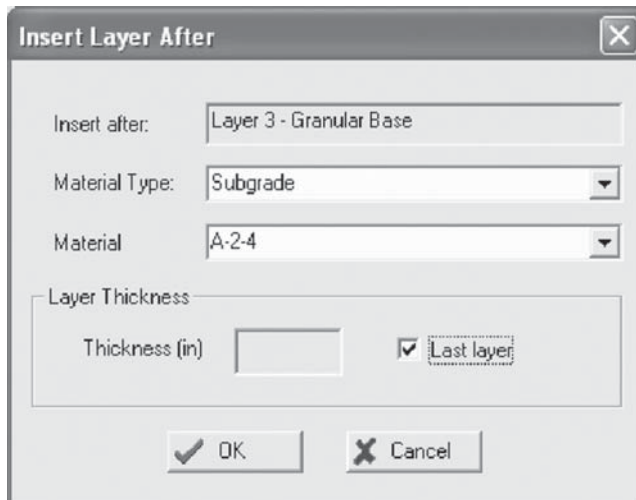 Insert Layer After
Insert after: Layer 3 - Granular Base
Material Type: Subgrade
Material A-2-4
Layer Thickness
Thickness (in) Last layer
OK Cancel